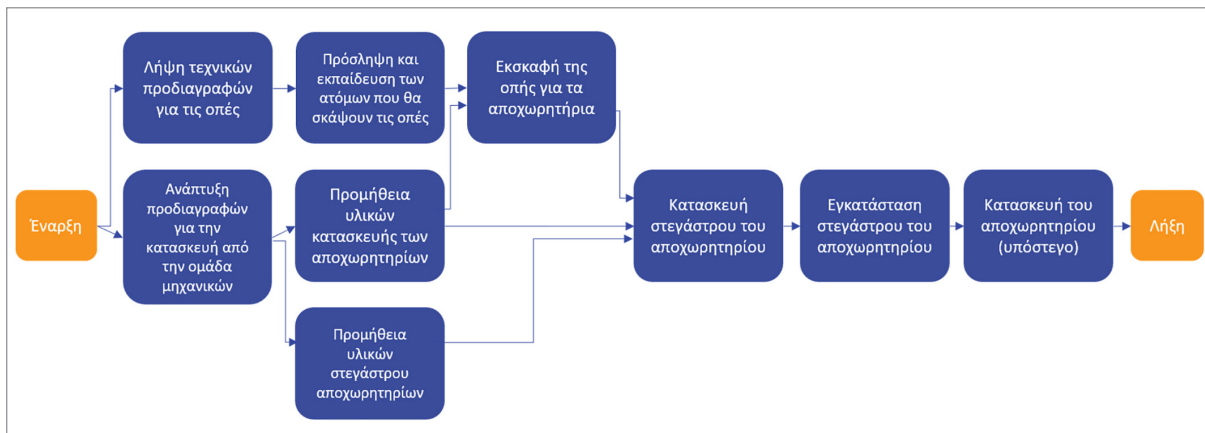 Έναρξη
Λήψη τεχνικών
προδιαγραφών
για τις οπές
Πρόσληψη και
εκπαίδευση των
ατόμων που θα
σκάψουν τις οπές
Εκσκαφή της
οπής για τα
αποχωρητήρια
Ανάπτυξη
προδιαγραφών
για την
κατασκευή από
την ομάδα
μηχανικών
Προμήθεια
υλικών
κατασκευής των
αποχωρητηρίων
Προμήθεια
υλικών
στεγάστρου
αποχωρητηρίων
Κατασκευή
στεγάστρου του
αποχωρητηρίου
Εγκατάσταση
στεγάστρου του
αποχωρητηρίου
Κατασκευή του
αποχωρητηρίου
(υπόστεγο)
Λήξη